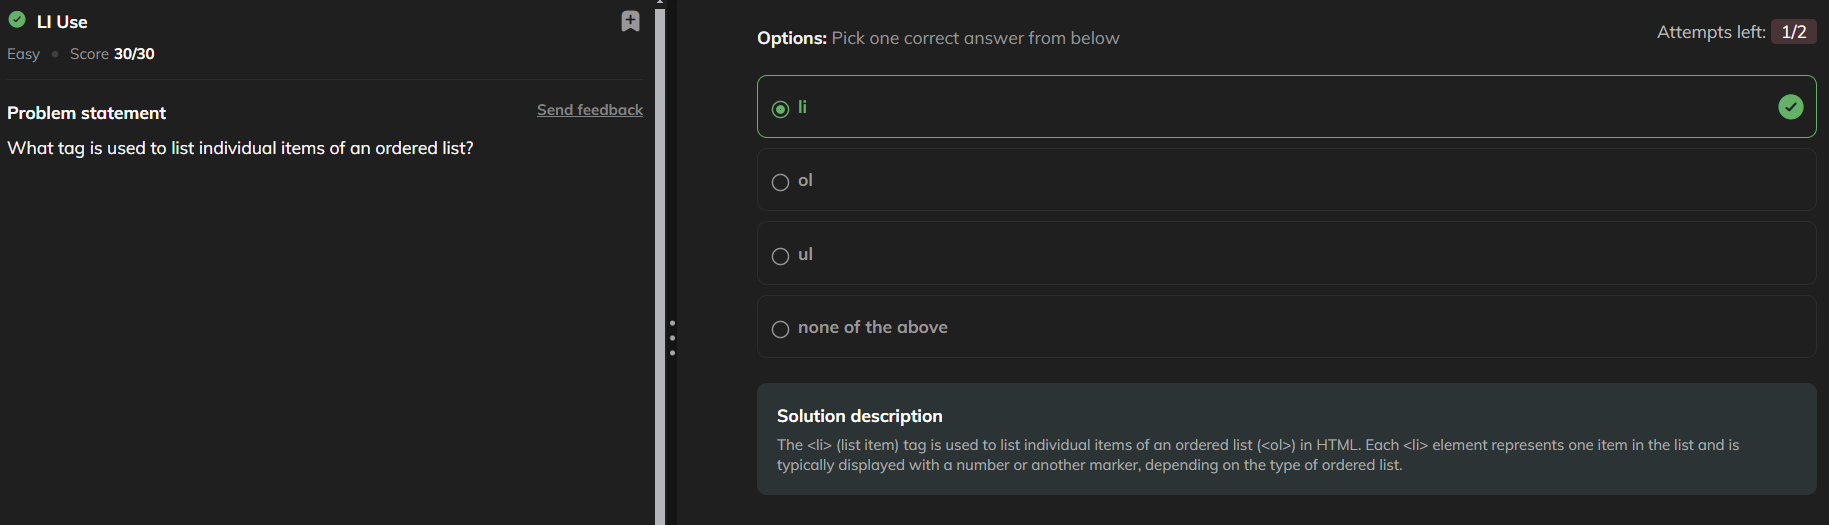 LI Use
Easy • Score 30/30
Problem statement
Send feedback
What tag is used to list individual items of an ordered list?
Options: Pick one correct answer from below
Attempts left: 1/2
li
ol
ul
none of the above
Solution description
The <li> (list item) tag is used to list individual items of an ordered list (<ol>) in HTML. Each <li> element represents one item in the list and is
typically displayed with a number or another marker, depending on the type of ordered list.